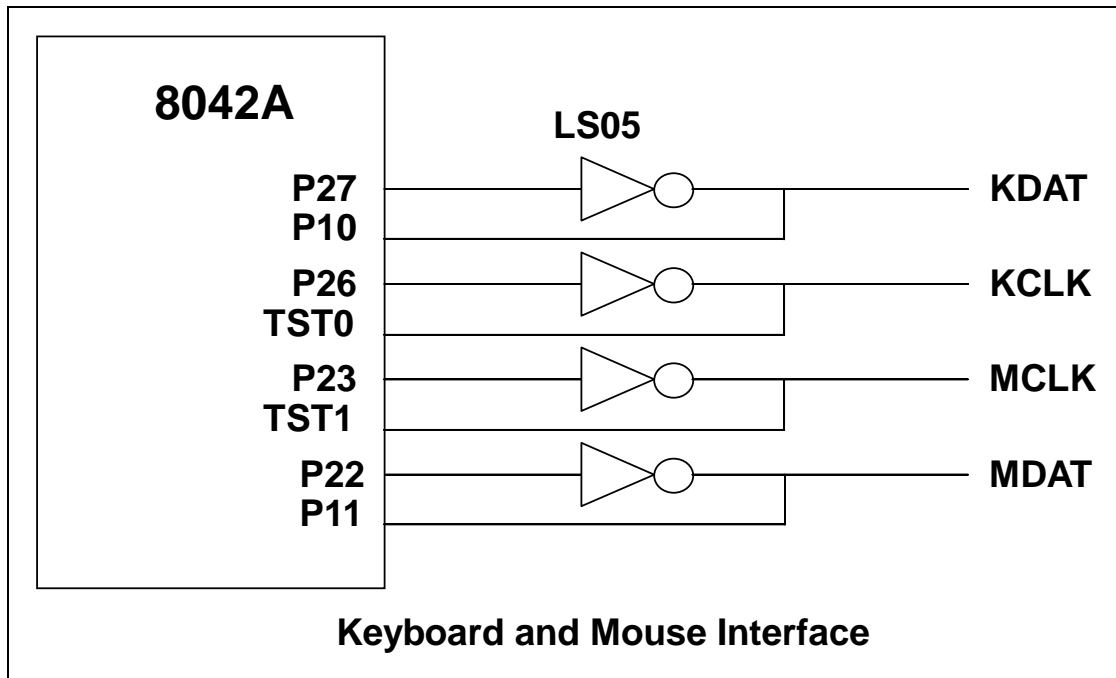 8042A
LS05
P27
KDAT
P10
P26
KCLK
TST0
P23
MCLK
TST1
P22
MDAT
P11
Keyboard and Mouse Interface